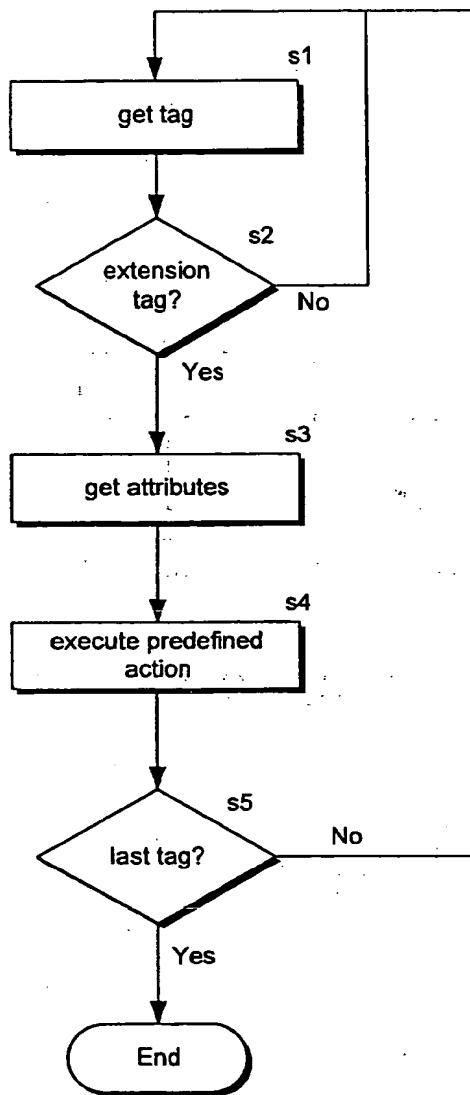 s1
get tag
s2
extension
tag?
No
Yes
s3
get attributes
s4
execute predefined
action
s5
last tag?
No
Yes
End